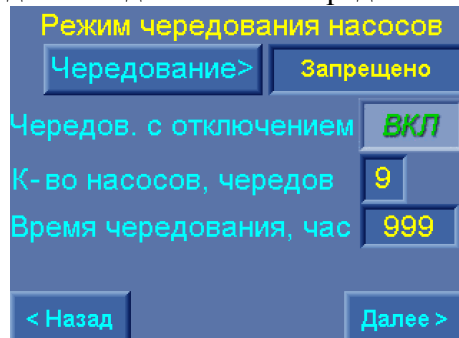 Режим чередования насосов
Чередование> Запрещено
Чередов. с отключением ВКЛ
К-во насосов, чередов 9
Время чередования, час 999
< Назад Далее >